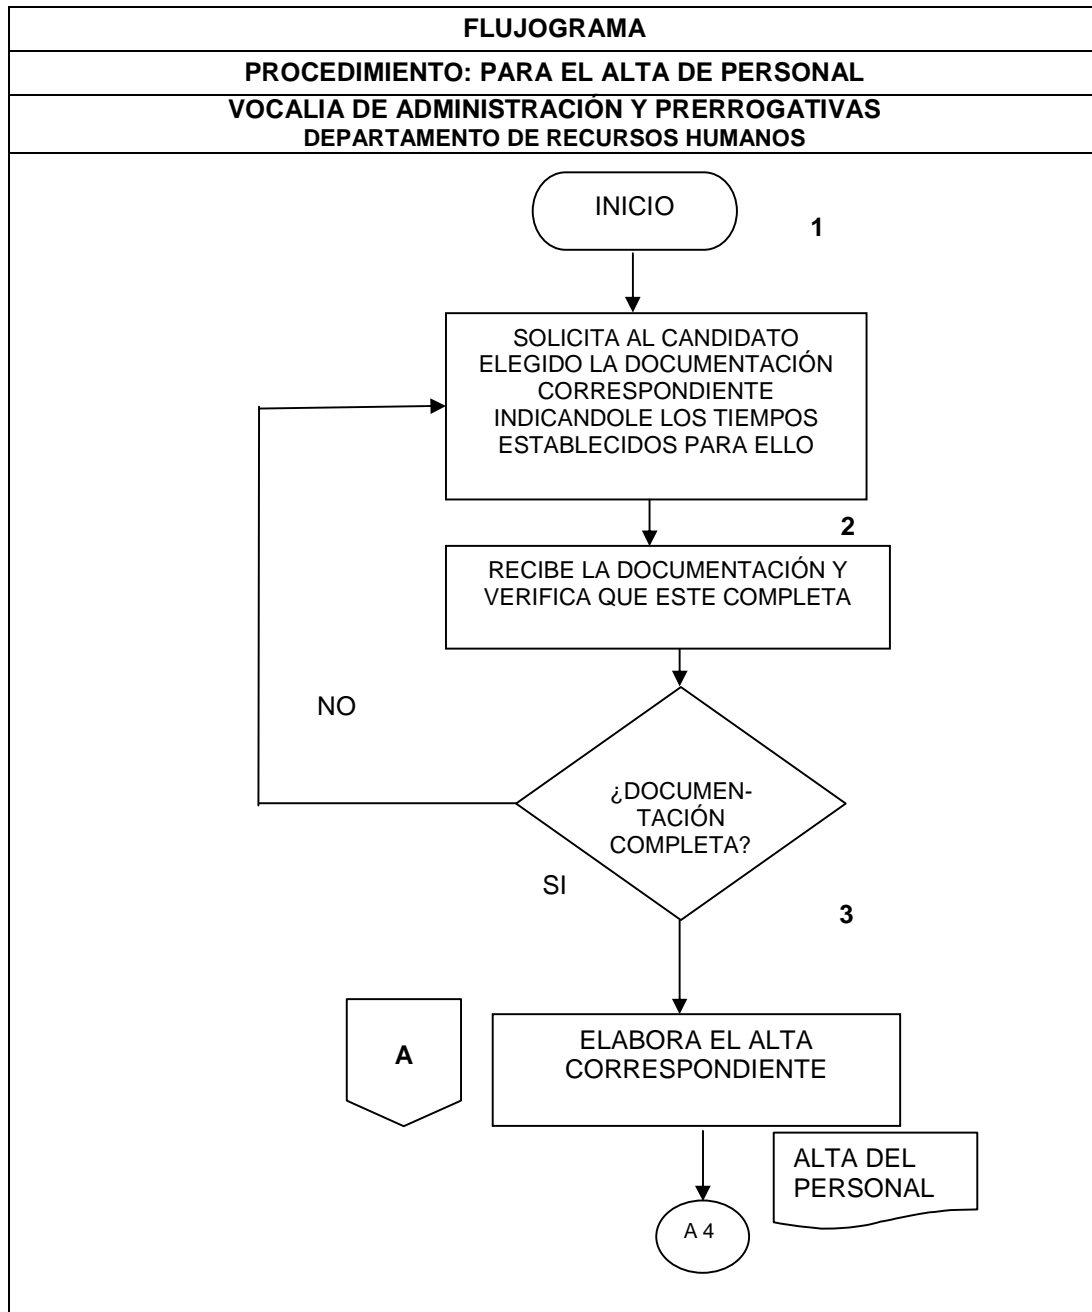 FLUJOGRAMA
PROCEDIMIENTO: PARA EL ALTA DE PERSONAL
VOCALIA DE ADMINISTRACIÓN Y PRERROGATIVAS
DEPARTAMENTO DE RECURSOS HUMANOS
INICIO
1
SOLICITA AL CANDIDATO
ELEGIDO LA DOCUMENTACIÓN
CORRESPONDIENTE
INDICANDOLE LOS TIEMPOS
ESTABLECIDOS PARA ELLO
2
RECIBE LA DOCUMENTACIÓN Y
VERIFICA QUE ESTE COMPLETA
NO
¿DOCUMEN-
TACIÓN
COMPLETA?
SI
3
A
ELABORA EL ALTA
CORRESPONDIENTE
ALTA DEL
PERSONAL
A 4